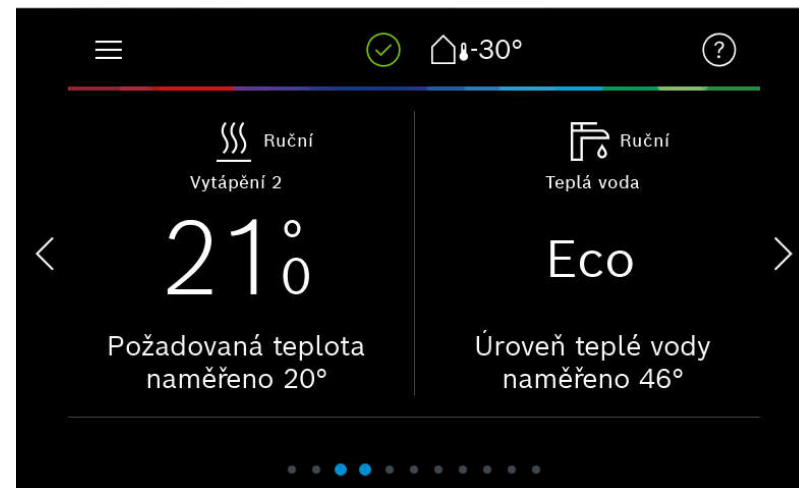 -30°
?
Ruční
Vytápění 2
21°0
Požadovaná teplota
naměřeno 20°
Ruční
Teplá voda
Eco
Úroveň teplé vody
naměřeno 46°